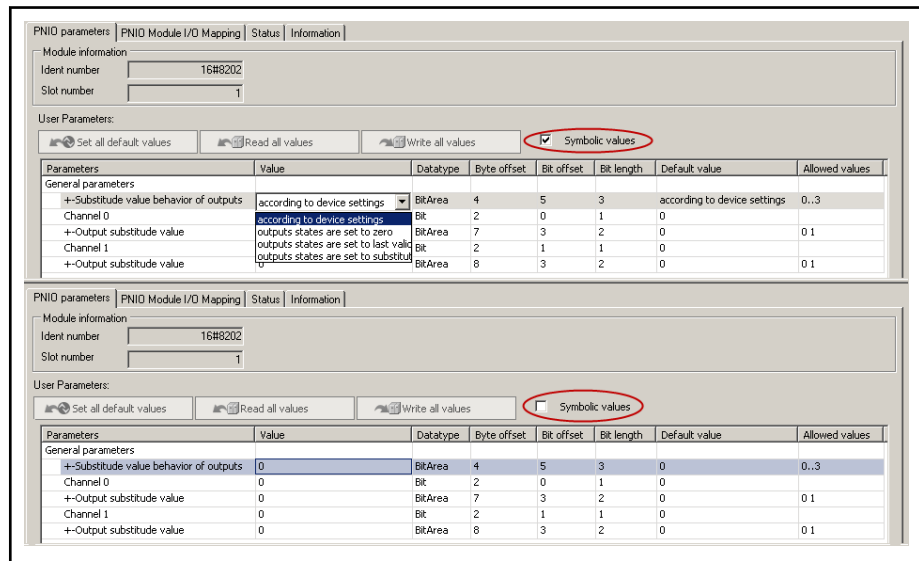 PNIO parameters PNIO Module I/O Mapping Status Information
Module information
Ident number 16#8202
Slot number 1
User Parameters:
Set all default values Read all values Write all values Symbolic values
Parameters Value Datatype Byte offset Bit offset Bit length Default value Allowed values
General parameters
+-Substitude value behavior of outputs according to device settings BitArea 4 5 3 according to device settings 0..3
Channel 0 according to device settings Bit 2 0 1 0
+-Output substitude value outputs states are set to zero BitArea 7 3 2 0 0 1
Channel 1 outputs states are set to last valid Bit 2 1 1 0
outputs states are set to substitut
+-Output substitude value 0 BitArea 8 3 2 0 0 1
PNIO parameters PNIO Module I/O Mapping Status Information
Module information
Ident number 16#8202
Slot number 1
User Parameters:
Set all default values Read all values Write all values Symbolic values
Parameters Value Datatype Byte offset Bit offset Bit length Default value Allowed values
General parameters
+-Substitude value behavior of outputs 0 BitArea 4 5 3 0 0..3
Channel 0 0 Bit 2 0 1 0
+-Output substitude value 0 BitArea 7 3 2 0 0 1
Channel 1 0 Bit 2 1 1 0
+-Output substitude value 0 BitArea 8 3 2 0 0 1